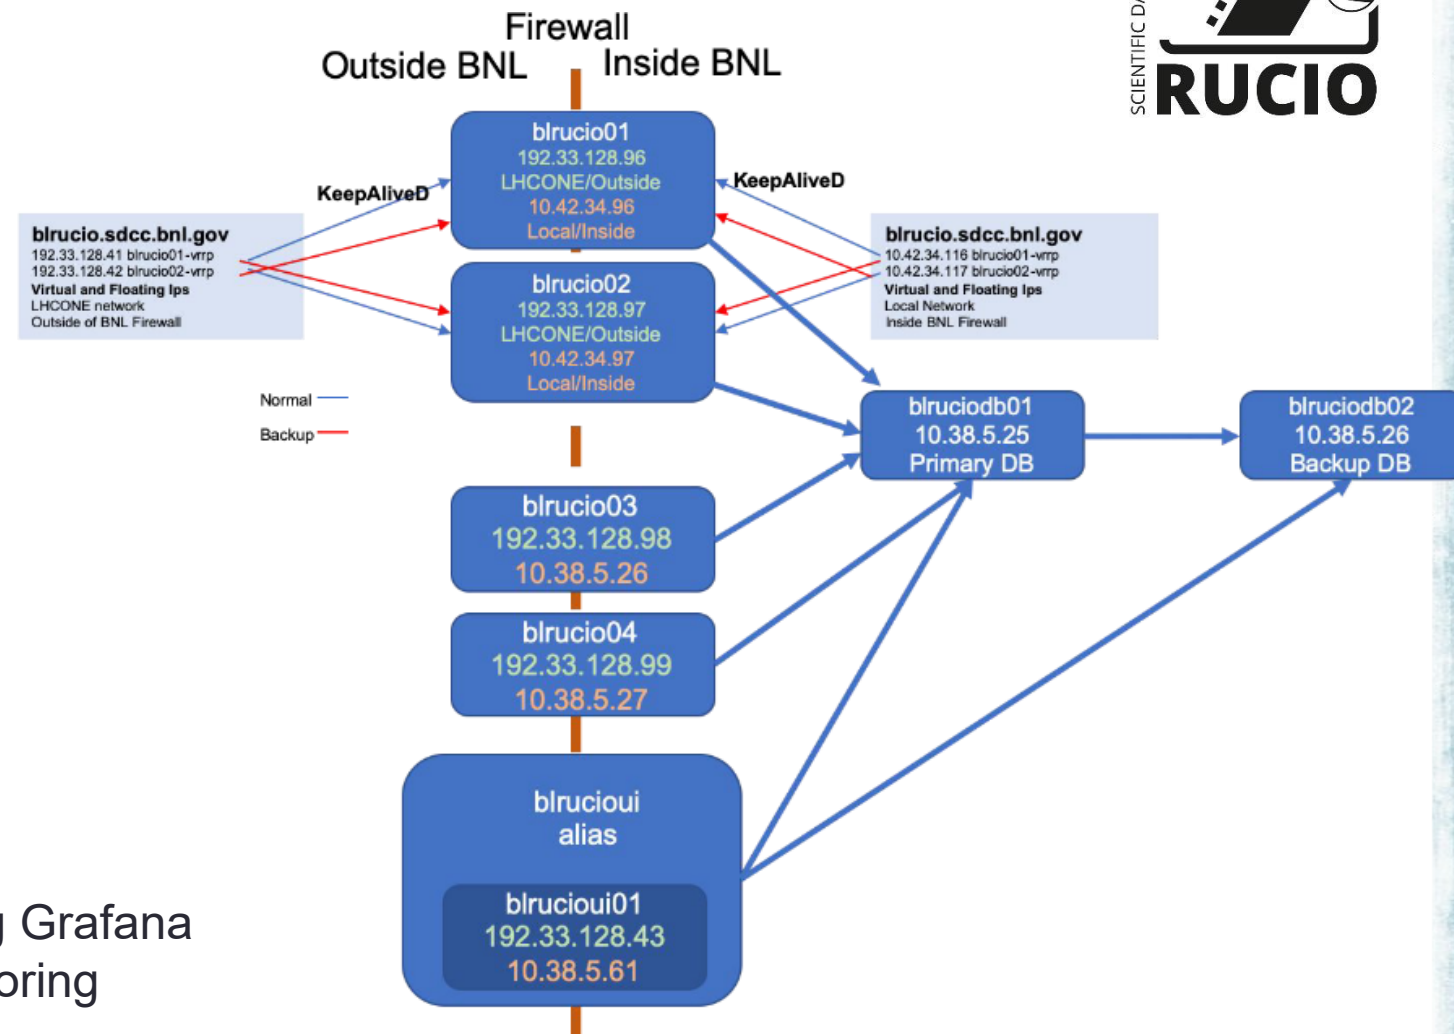 Firewall
Outside BNL
Inside BNL
SCIENTIFIC DA
RUCIO
blrucio01
192.33.128.96
LHCONE/Outside
10.42.34.96
Local/Inside
KeepAliveD
KeepAliveD
blrucio.sdcc.bnl.gov
192.33.128.41 blrucio01-vrrp
192.33.128.42 blrucio02-vrrp
Virtual and Floating Ips
LHCONE network
Outside of BNL Firewall
blrucio.sdcc.bnl.gov
10.42.34.116 blrucio01-vrrp
10.42.34.117 blrucio02-vrrp
Virtual and Floating Ips
Local Network
Inside BNL Firewall
blrucio02
192.33.128.97
LHCONE/Outside
10.42.34.97
Local/Inside
Normal
Backup
blruciodb01
10.38.5.25
Primary DB
blruciodb02
10.38.5.26
Backup DB
blrucio03
192.33.128.98
10.38.5.26
blrucio04
192.33.128.99
10.38.5.27
blrucioui
alias
blrucioui01
192.33.128.43
10.38.5.61
g Grafana
oring